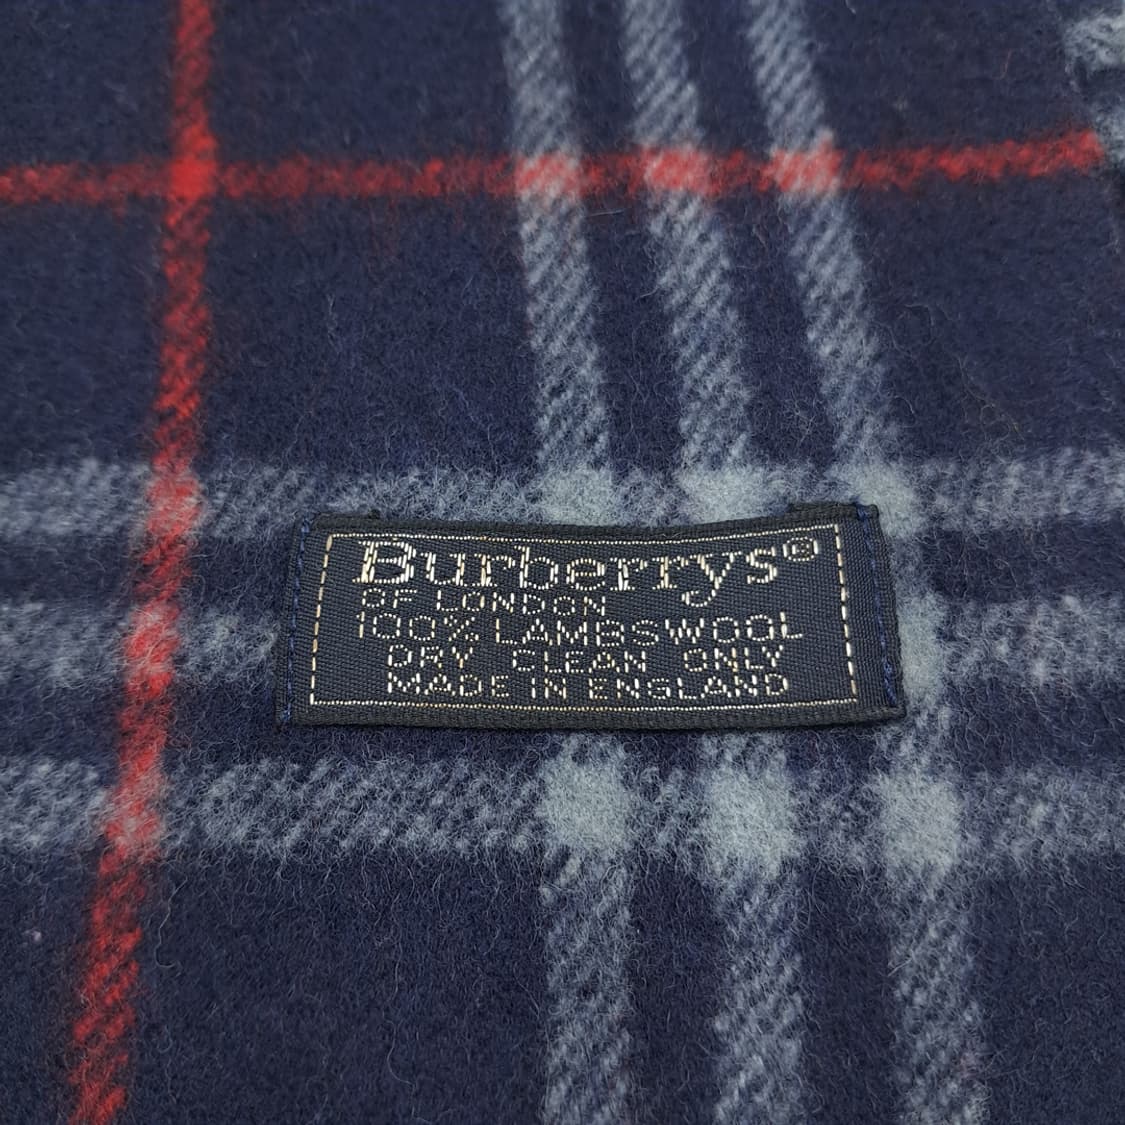 Burberrys®
OF LONDON
100% LAMBSWOOL
DRY CLEAN ONLY
MADE IN ENGLAND